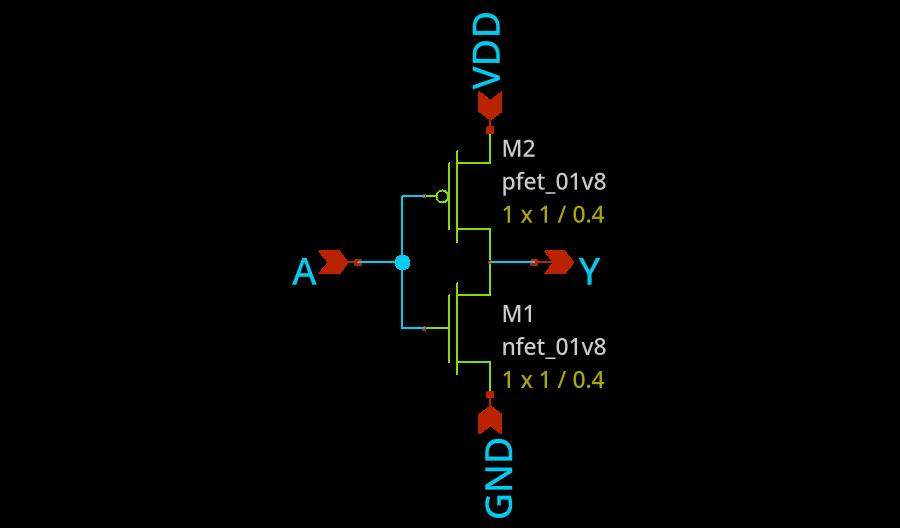 VDD
M2
pfet_01v8
1 x 1 / 0.4
A
Y
M1
nfet_01v8
1 x 1 / 0.4
GND